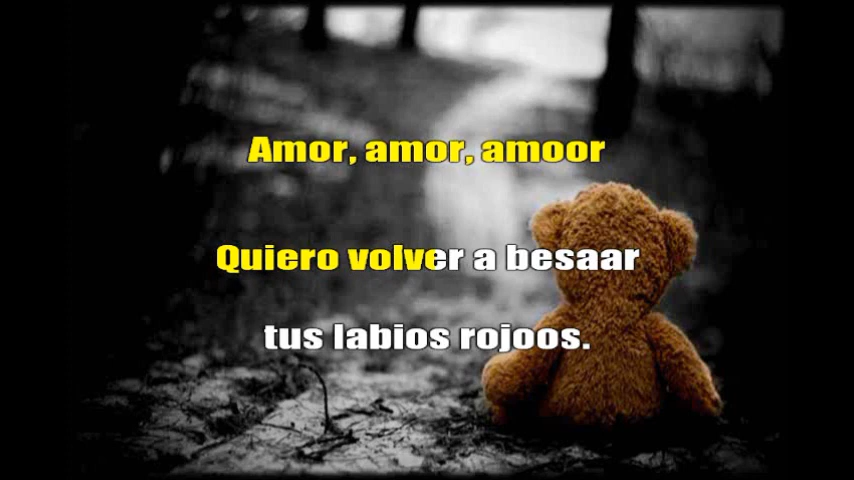 Amor, amor, amoor
Quiero volver a besaar
tus labios rojoos.